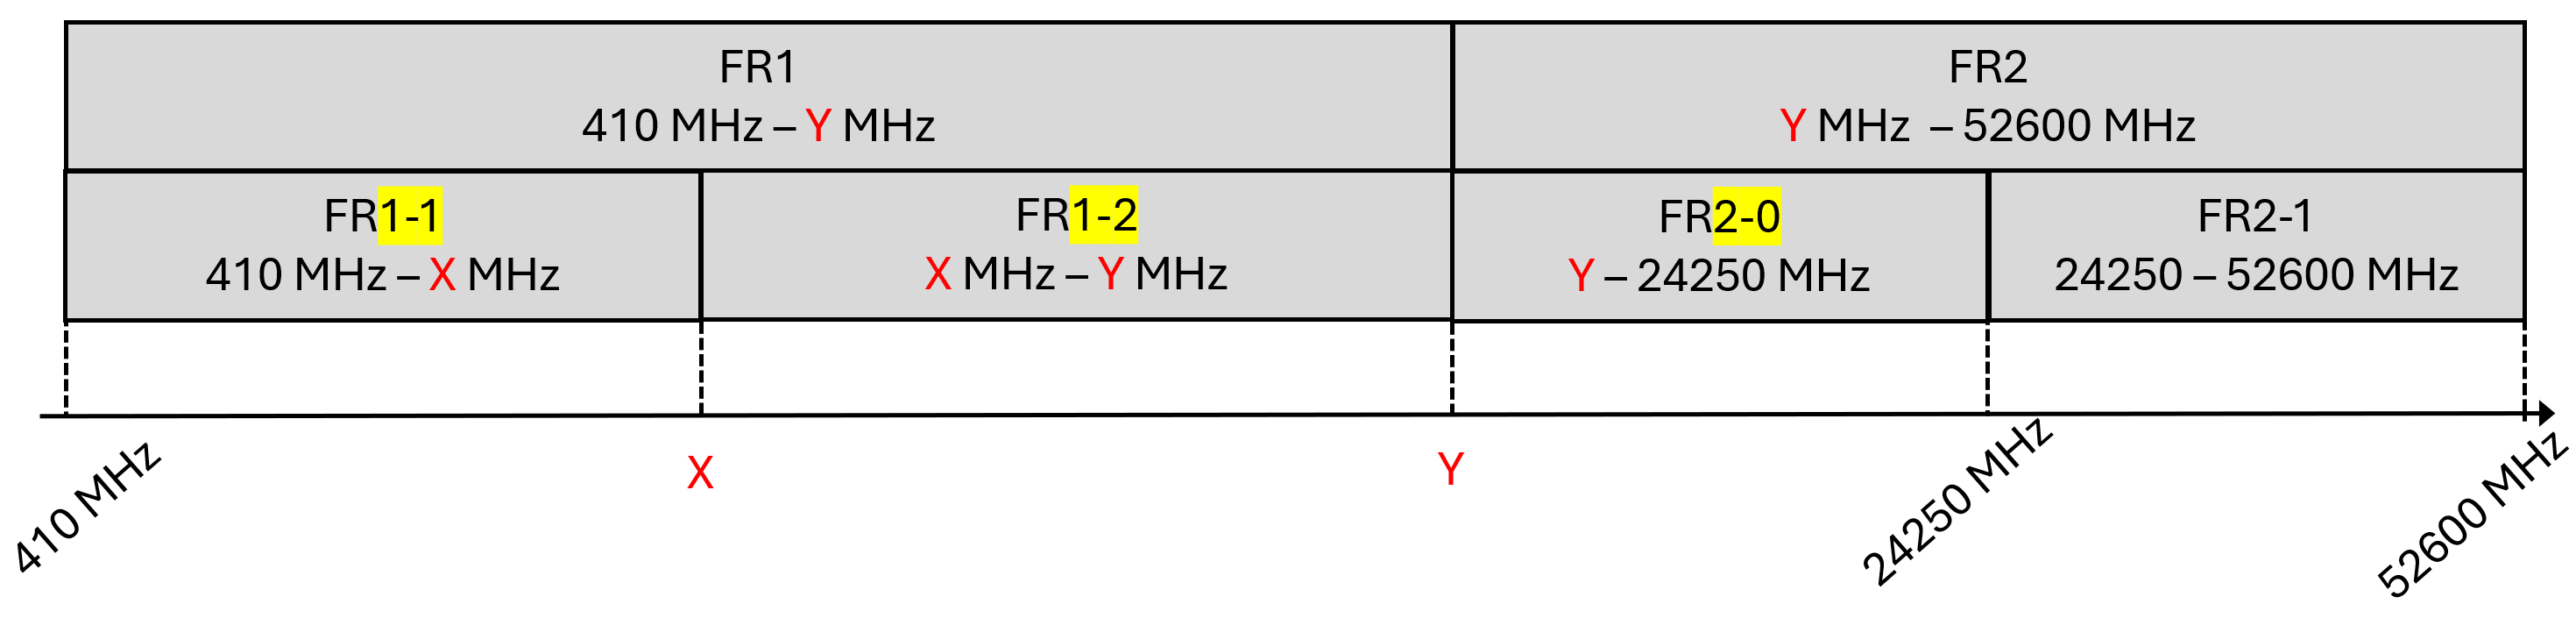 FR1
410 MHz – Y MHz
FR2
Y MHz – 52600 MHz
FR1-1
410 MHz – X MHz
FR1-2
X MHz – Y MHz
FR2-0
Y – 24250 MHz
FR2-1
24250 – 52600 MHz
410 MHz
X
Y
24250 MHz
52600 MHz